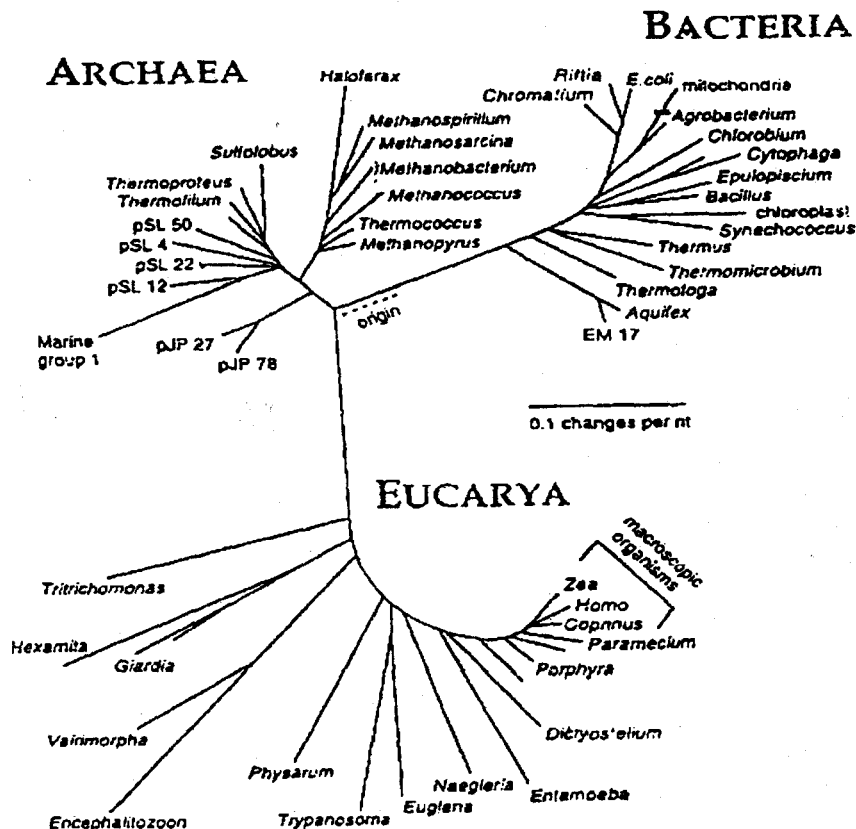 BACTERIA
ARCHAEA
Haloferax
Riftia
E.coli
mitochondria
Chromatium
Methanospirillum
Agrobacterium
Methanosarcina
Chlorobium
Sulfolobus
Methanobacterium
Cytophaga
Thermoproteus
Epulopiscium
Thermofilum
Methanococcus
Bacillus
pSL 50
chloroplast
Thermococcus
Synechococcus
pSL 4
Methanopyrus
Thermus
pSL 22
Thermomicrobium
pSL 12
Thermotoga
origin
Aquifex
Marine
group 1
pJP 27
EM 17
pJP 78
0.1 changes per nt
EUCARYA
macroscopic
organisms
Tritrichomonas
Zea
Homo
Coprinus
Hexamita
Paramecium
Giardia
Porphyra
Vairimorpha
Dictyostelium
Physarum
Naegleria
Entamoeba
Encephalitozoon
Trypanosoma
Euglena